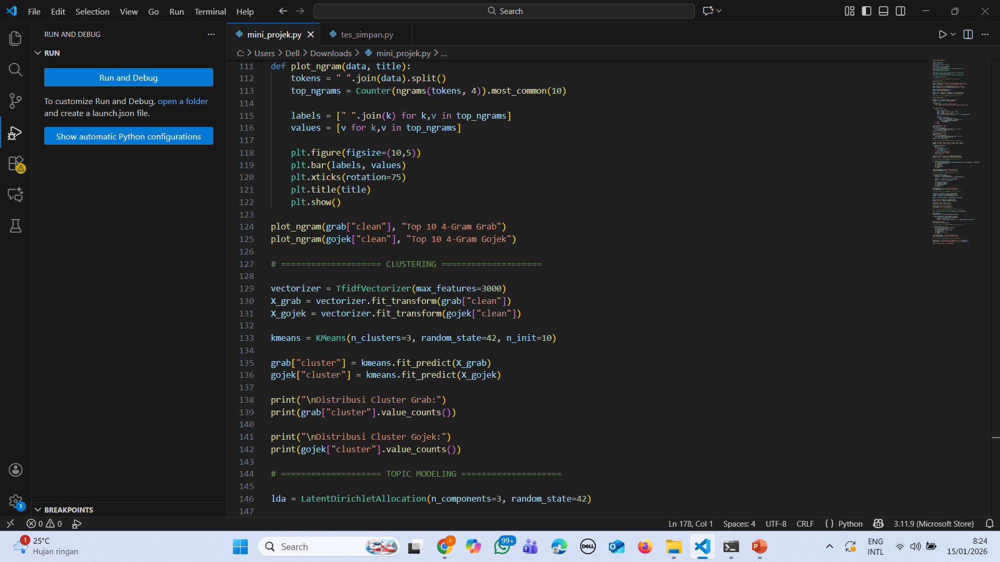 File Edit Selection View Go Run Terminal Help
Search
RUN AND DEBUG
RUN
Run and Debug
To customize Run and Debug, open a folder
and create a launch.json file.
Show automatic Python configurations
BREAKPOINTS
mini_projek.py
tes_simpan.py
C: > Users > Dell > Downloads > mini_projek.py > ...
111 def plot_ngram(data, title):
112     tokens = " ".join(data).split()
113     top_ngrams = Counter(ngrams(tokens, 4)).most_common(10)
114
115     labels = [" ".join(k) for k,v in top_ngrams]
116     values = [v for k,v in top_ngrams]
117
118     plt.figure(figsize=(10,5))
119     plt.bar(labels, values)
120     plt.xticks(rotation=75)
121     plt.title(title)
122     plt.show()
123
124 plot_ngram(grab["clean"], "Top 10 4-Gram Grab")
125 plot_ngram(gojek["clean"], "Top 10 4-Gram Gojek")
126
127 # ==================== CLUSTERING ====================
128
129 vectorizer = TfidfVectorizer(max_features=3000)
130 X_grab = vectorizer.fit_transform(grab["clean"])
131 X_gojek = vectorizer.fit_transform(gojek["clean"])
132
133 kmeans = KMeans(n_clusters=3, random_state=42, n_init=10)
134
135 grab["cluster"] = kmeans.fit_predict(X_grab)
136 gojek["cluster"] = kmeans.fit_predict(X_gojek)
137
138 print("\nDistribusi Cluster Grab:")
139 print(grab["cluster"].value_counts())
140
141 print("\nDistribusi Cluster Gojek:")
142 print(gojek["cluster"].value_counts())
143
144 # ==================== TOPIC MODELING ====================
145
146 lda = LatentDirichletAllocation(n_components=3, random_state=42)
147
1
0 0
Ln 178, Col 1 Spaces: 4 UTF-8 CRLF {} Python 3.11.9 (Microsoft Store)
1
25°C
Hujan ringan
Search
C
99+
DELL
ENG
INTL
8:24
15/01/2026